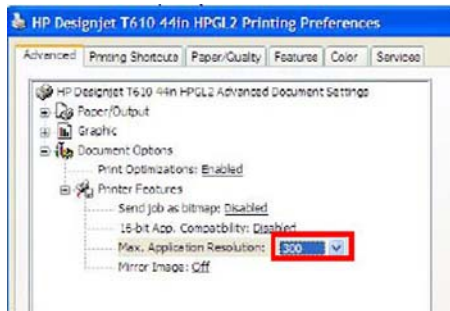 HP Designjet T610 44in HPGL2 Printing Preferences
Advanced Printing Shortcuts Paper/Quality Features Color Services
HP Designjet T610 44in HPGL2 Advanced Document Settings
Paper/Output
Graphic
Document Options
Print Optimizations: Enabled
Printer Features
Send job as bitmap: Disabled
16-bit App. Compatibility: Disabled
Max. Application Resolution: 300
Mirror Image: Off